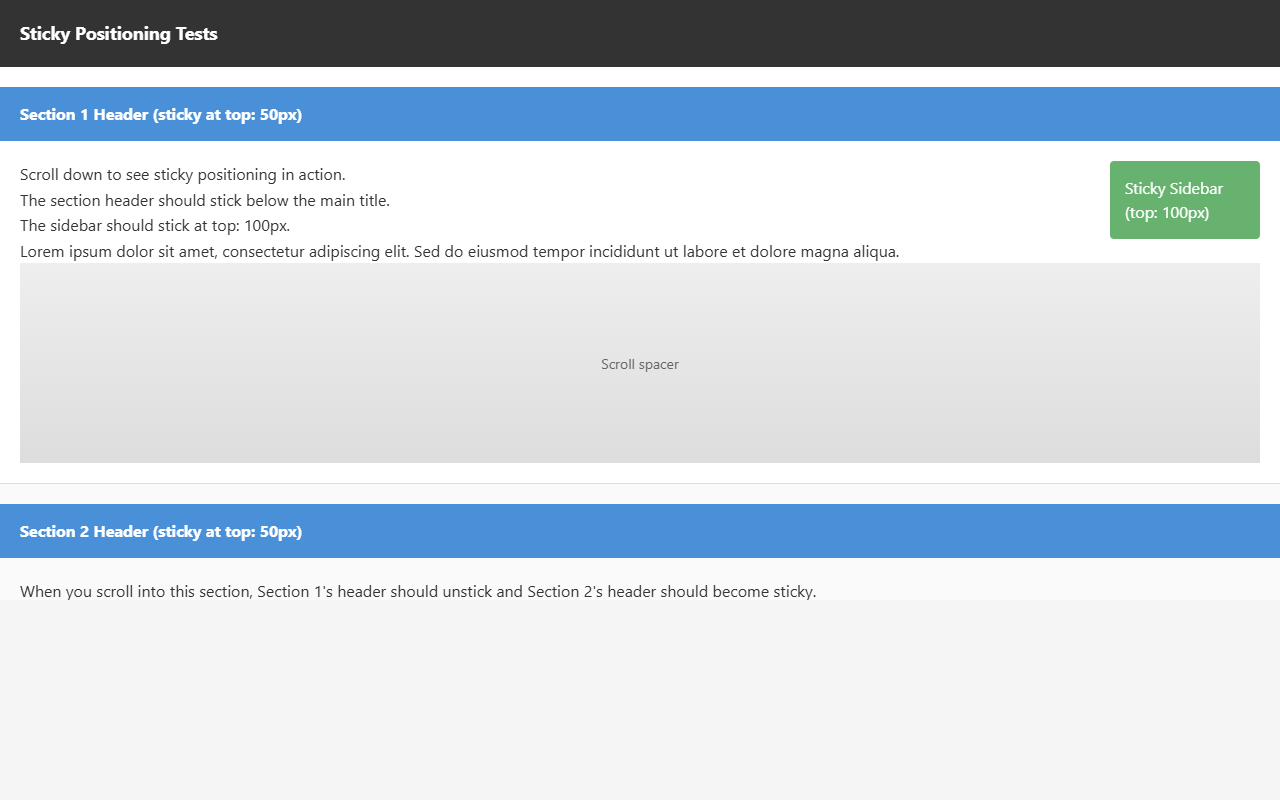 Sticky Positioning Tests
Section 1 Header (sticky at top: 50px)
Scroll down to see sticky positioning in action.
The section header should stick below the main title.
The sidebar should stick at top: 100px.
Lorem ipsum dolor sit amet, consectetur adipiscing elit. Sed do eiusmod tempor incididunt ut labore et dolore magna aliqua.
Sticky Sidebar
(top: 100px)
Scroll spacer
Section 2 Header (sticky at top: 50px)
When you scroll into this section, Section 1's header should unstick and Section 2's header should become sticky.